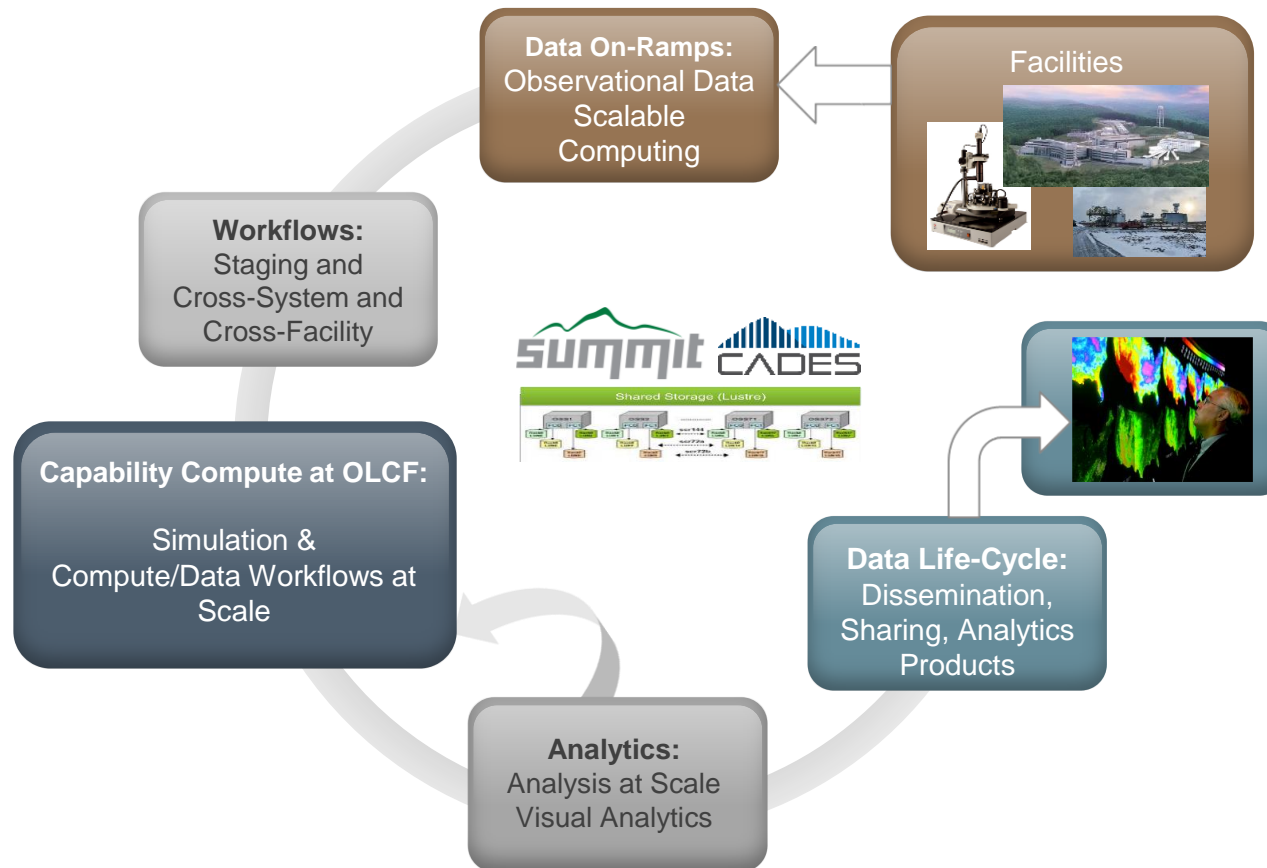 Data On-Ramps:
Observational Data
Scalable
Computing
Facilities
Workflows:
Staging and
Cross-System and
Cross-Facility
summit
CADES
Shared Storage (Lustre)
Capability Compute at OLCF:
Simulation &
Compute/Data Workflows at
Scale
Data Life-Cycle:
Dissemination,
Sharing, Analytics
Products
Analytics:
Analysis at Scale
Visual Analytics